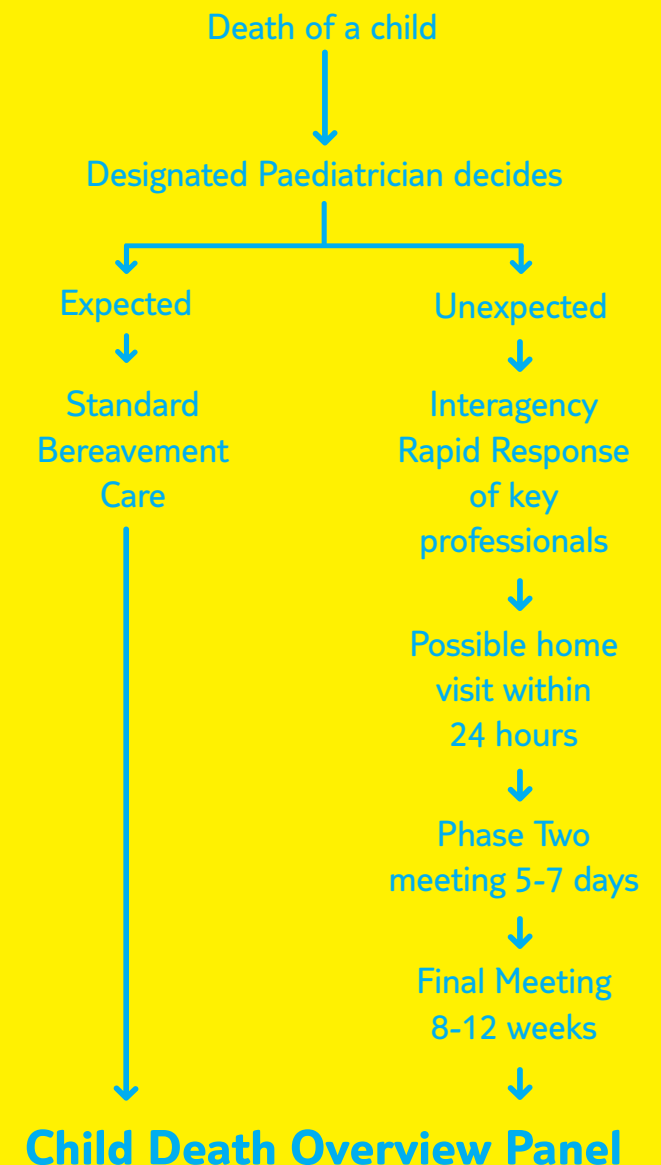 Death of a child
Designated Paediatrician decides
Expected
Standard
Bereavement
Care
Unexpected
Interagency
Rapid Response
of key
professionals
Possible home
visit within
24 hours
Phase Two
meeting 5-7 days
Final Meeting
8-12 weeks
Child Death Overview Panel